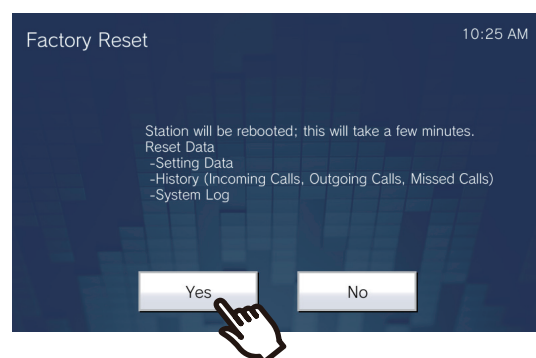 Factory Reset
10:25 AM
Station will be rebooted; this will take a few minutes.
Reset Data
-Setting Data
-History (Incoming Calls, Outgoing Calls, Missed Calls)
-System Log
Yes
No